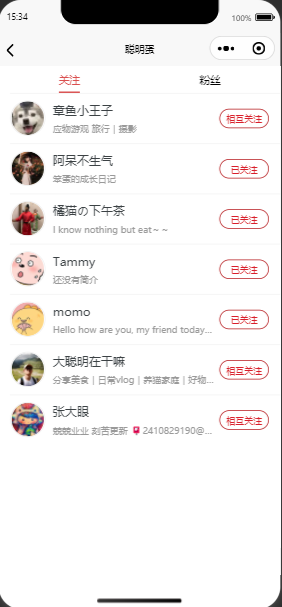 15:34
100%
聪明蛋
关注
粉丝
章鱼小王子
应物游观 旅行 | 摄影
相互关注
阿呆不生气
笨蛋的成长日记
已关注
橘猫の下午茶
I know nothing but eat~ ~
已关注
Tammy
还没有简介
已关注
momo
Hello how are you, my friend today...
已关注
大聪明在干嘛
分享美食 | 日常vlog | 养猫家庭 | 好物...
相互关注
张大眼
兢兢业业 刻苦更新 2410829190@...
相互关注